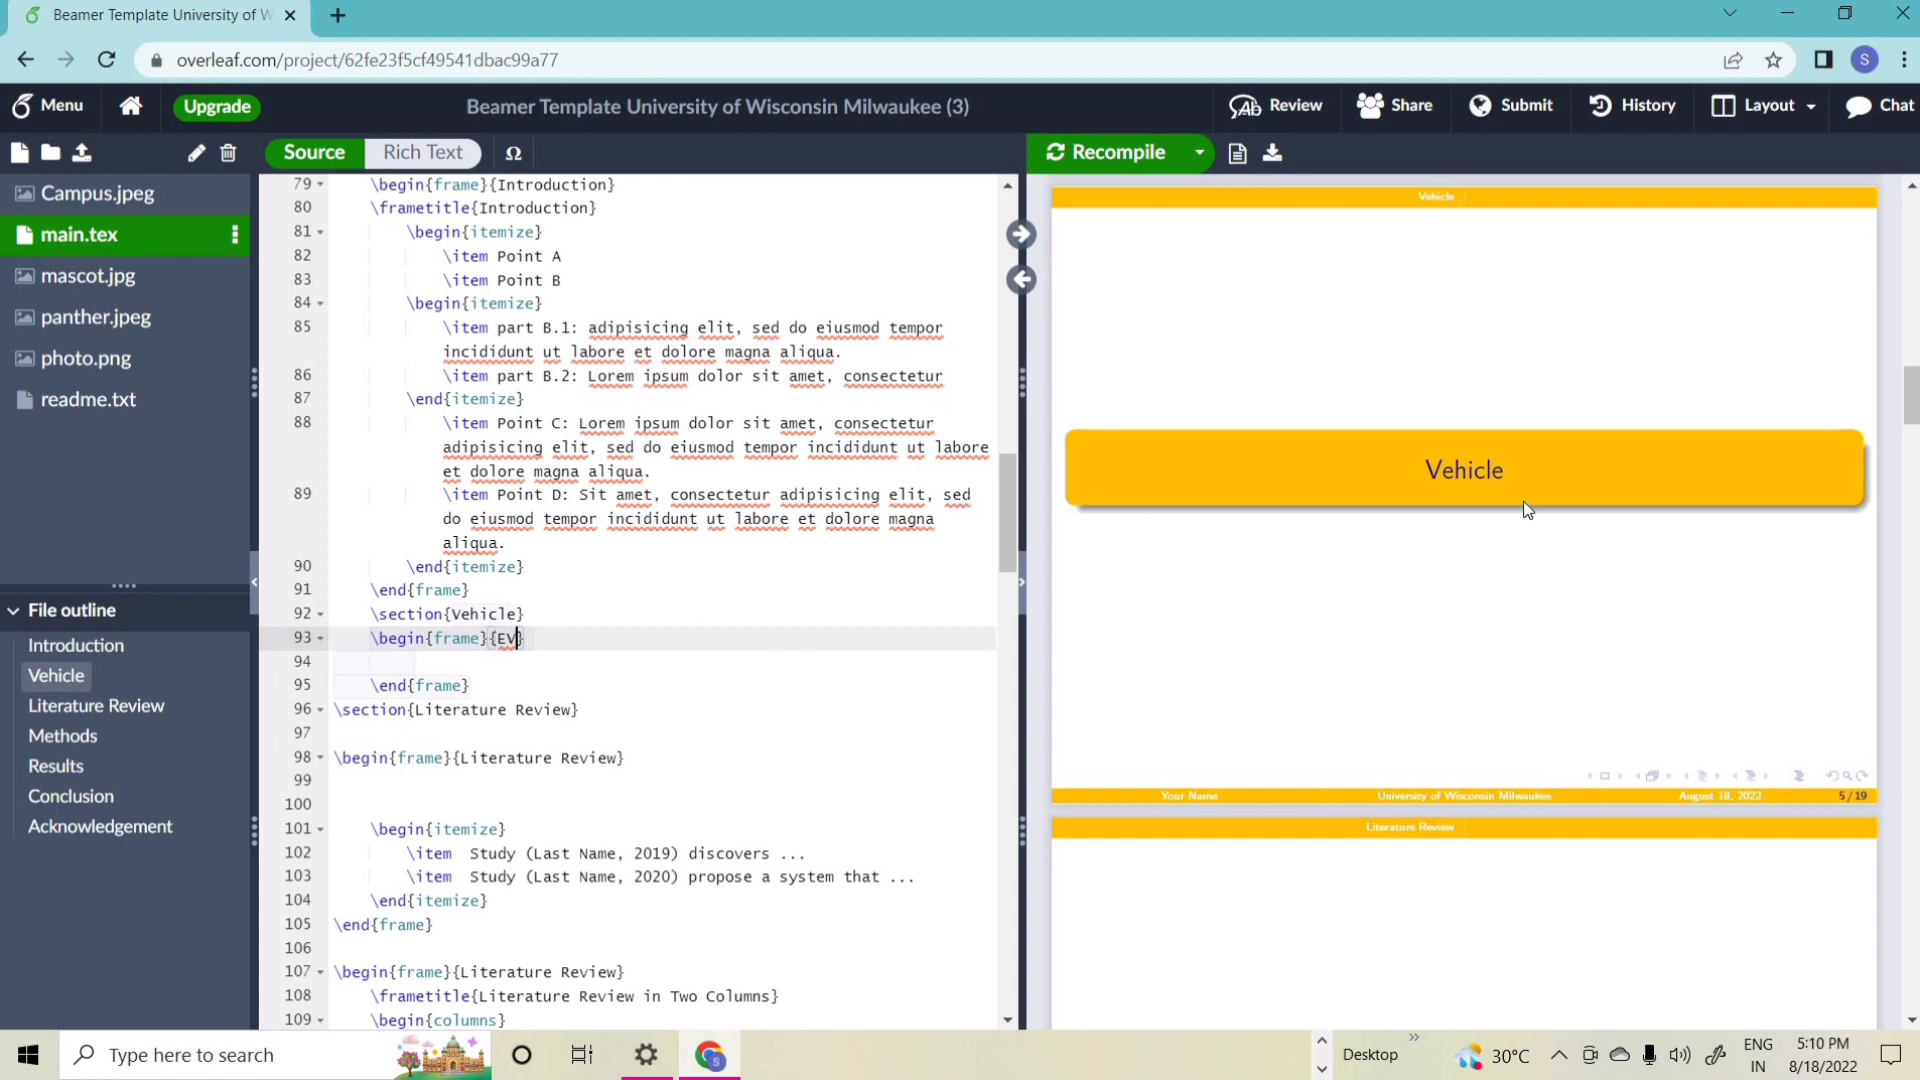 Beamer Template University of W
overleaf.com/project/62fe23f5cf49541dbac99a77
S
Menu
Upgrade
Beamer Template University of Wisconsin Milwaukee (3)
Review
Share
Submit
History
Layout
Chat
Source
Rich Text
Ω
Recompile
Campus.jpeg
main.tex
mascot.jpg
panther.jpeg
photo.png
readme.txt
File outline
Introduction
Vehicle
Literature Review
Methods
Results
Conclusion
Acknowledgement
79 \begin{frame}{Introduction}
80 \frametitle{Introduction}
81 \begin{itemize}
82 \item Point A
83 \item Point B
84 \begin{itemize}
85 \item part B.1: adipisicing elit, sed do eiusmod tempor
incididunt ut labore et dolore magna aliqua.
86 \item part B.2: Lorem ipsum dolor sit amet, consectetur
87 \end{itemize}
88 \item Point C: Lorem ipsum dolor sit amet, consectetur
adipisicing elit, sed do eiusmod tempor incididunt ut labore
et dolore magna aliqua.
89 \item Point D: Sit amet, consectetur adipisicing elit, sed
do eiusmod tempor incididunt ut labore et dolore magna
aliqua.
90 \end{itemize}
91 \end{frame}
92 \section{Vehicle}
93 \begin{frame}{EV}
94
95 \end{frame}
96 \section{Literature Review}
97
98 \begin{frame}{Literature Review}
99
100
101 \begin{itemize}
102 \item Study (Last Name, 2019) discovers ...
103 \item Study (Last Name, 2020) propose a system that ...
104 \end{itemize}
105 \end{frame}
106
107 \begin{frame}{Literature Review}
108 \frametitle{Literature Review in Two Columns}
109 \begin{columns}
Vehicle
Vehicle
Your Name
University of Wisconsin Milwaukee
August 18, 2022
5 / 19
Literature Review
Type here to search
S
Desktop
30°C
ENG
IN
5:10 PM
8/18/2022